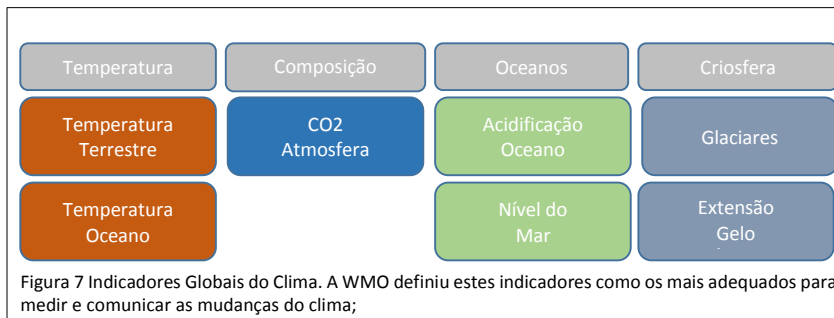 Temperatura
Composição
Oceanos
Criosfera
Temperatura
Terrestre
CO2
Atmosfera
Acidificação
Oceano
Glaciares
Temperatura
Oceano
Nível do
Mar
Extensão
Gelo
Figura 7 Indicadores Globais do Clima. A WMO definiu estes indicadores como os mais adequados para
medir e comunicar as mudanças do clima;